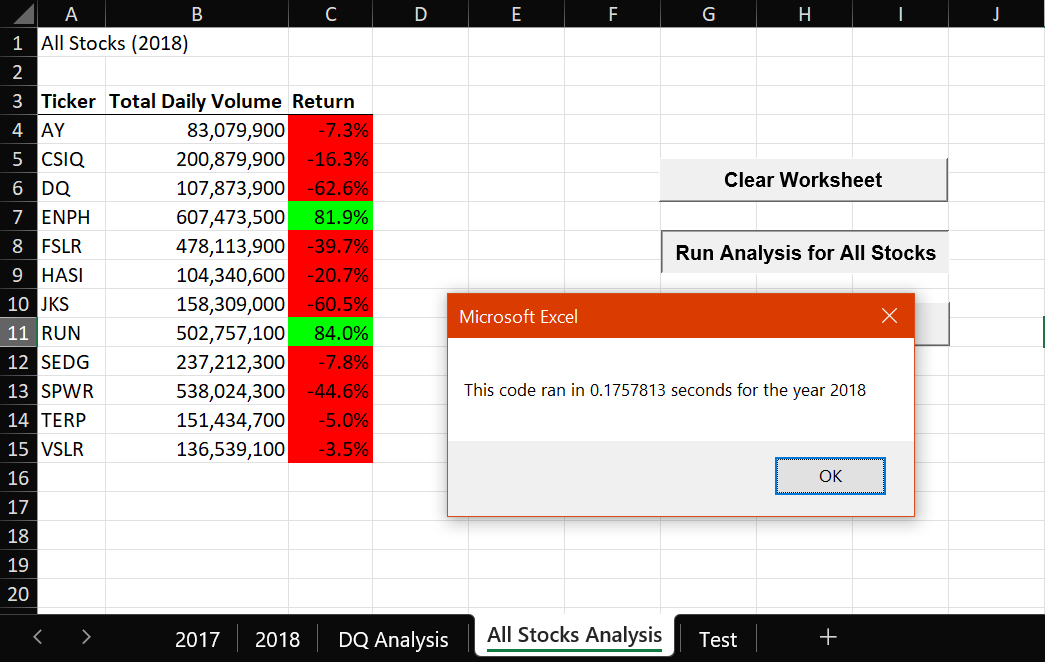 A B C D E F G H I J
1 All Stocks (2018)
2
3 Ticker Total Daily Volume Return
4 AY 83,079,900 -7.3%
5 CSIQ 200,879,900 -16.3%
6 DQ 107,873,900 -62.6%
7 ENPH 607,473,500 81.9%
8 FSLR 478,113,900 -39.7%
9 HASI 104,340,600 -20.7%
10 JKS 158,309,000 -60.5%
11 RUN 502,757,100 84.0%
12 SEDG 237,212,300 -7.8%
13 SPWR 538,024,300 -44.6%
14 TERP 151,434,700 -5.0%
15 VSLR 136,539,100 -3.5%
16
17
18
19
20
Clear Worksheet
Run Analysis for All Stocks
Microsoft Excel
This code ran in 0.1757813 seconds for the year 2018
OK
2017 2018 DQ Analysis All Stocks Analysis Test